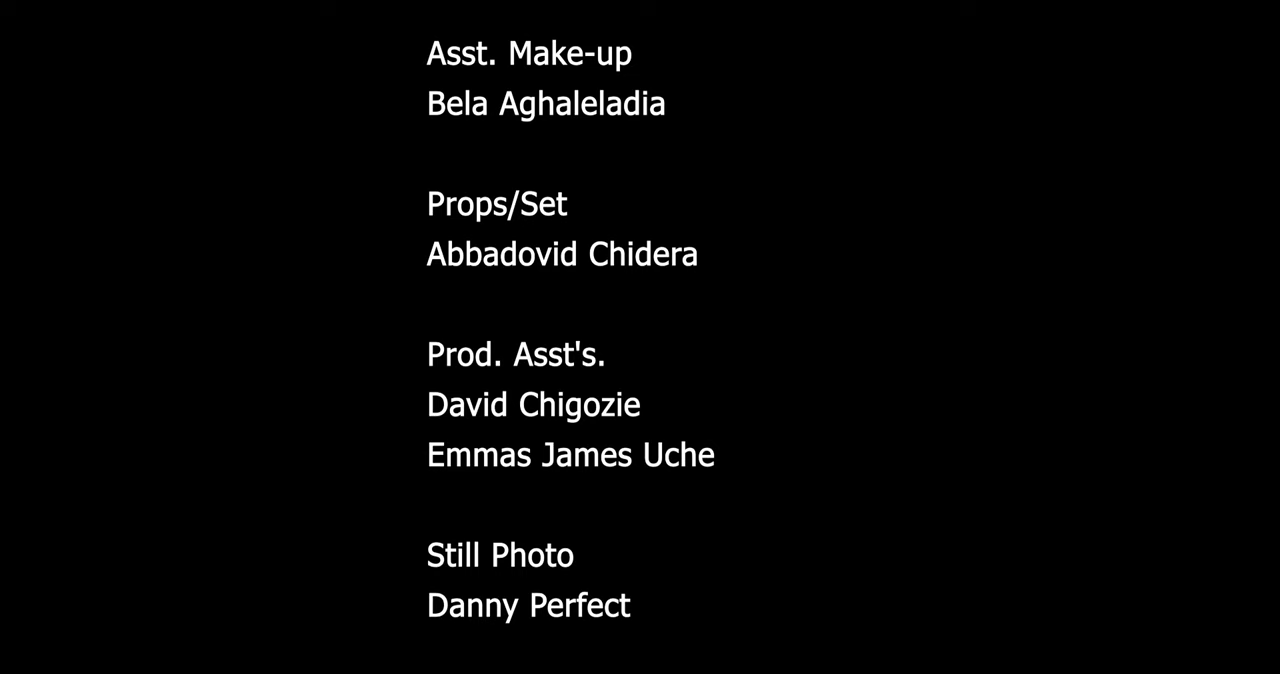 Asst. Make-up
Bela Aghaleladia
Props/Set
Abbadovid Chidera
Prod. Asst's.
David Chigozie
Emmas James Uche
Still Photo
Danny Perfect